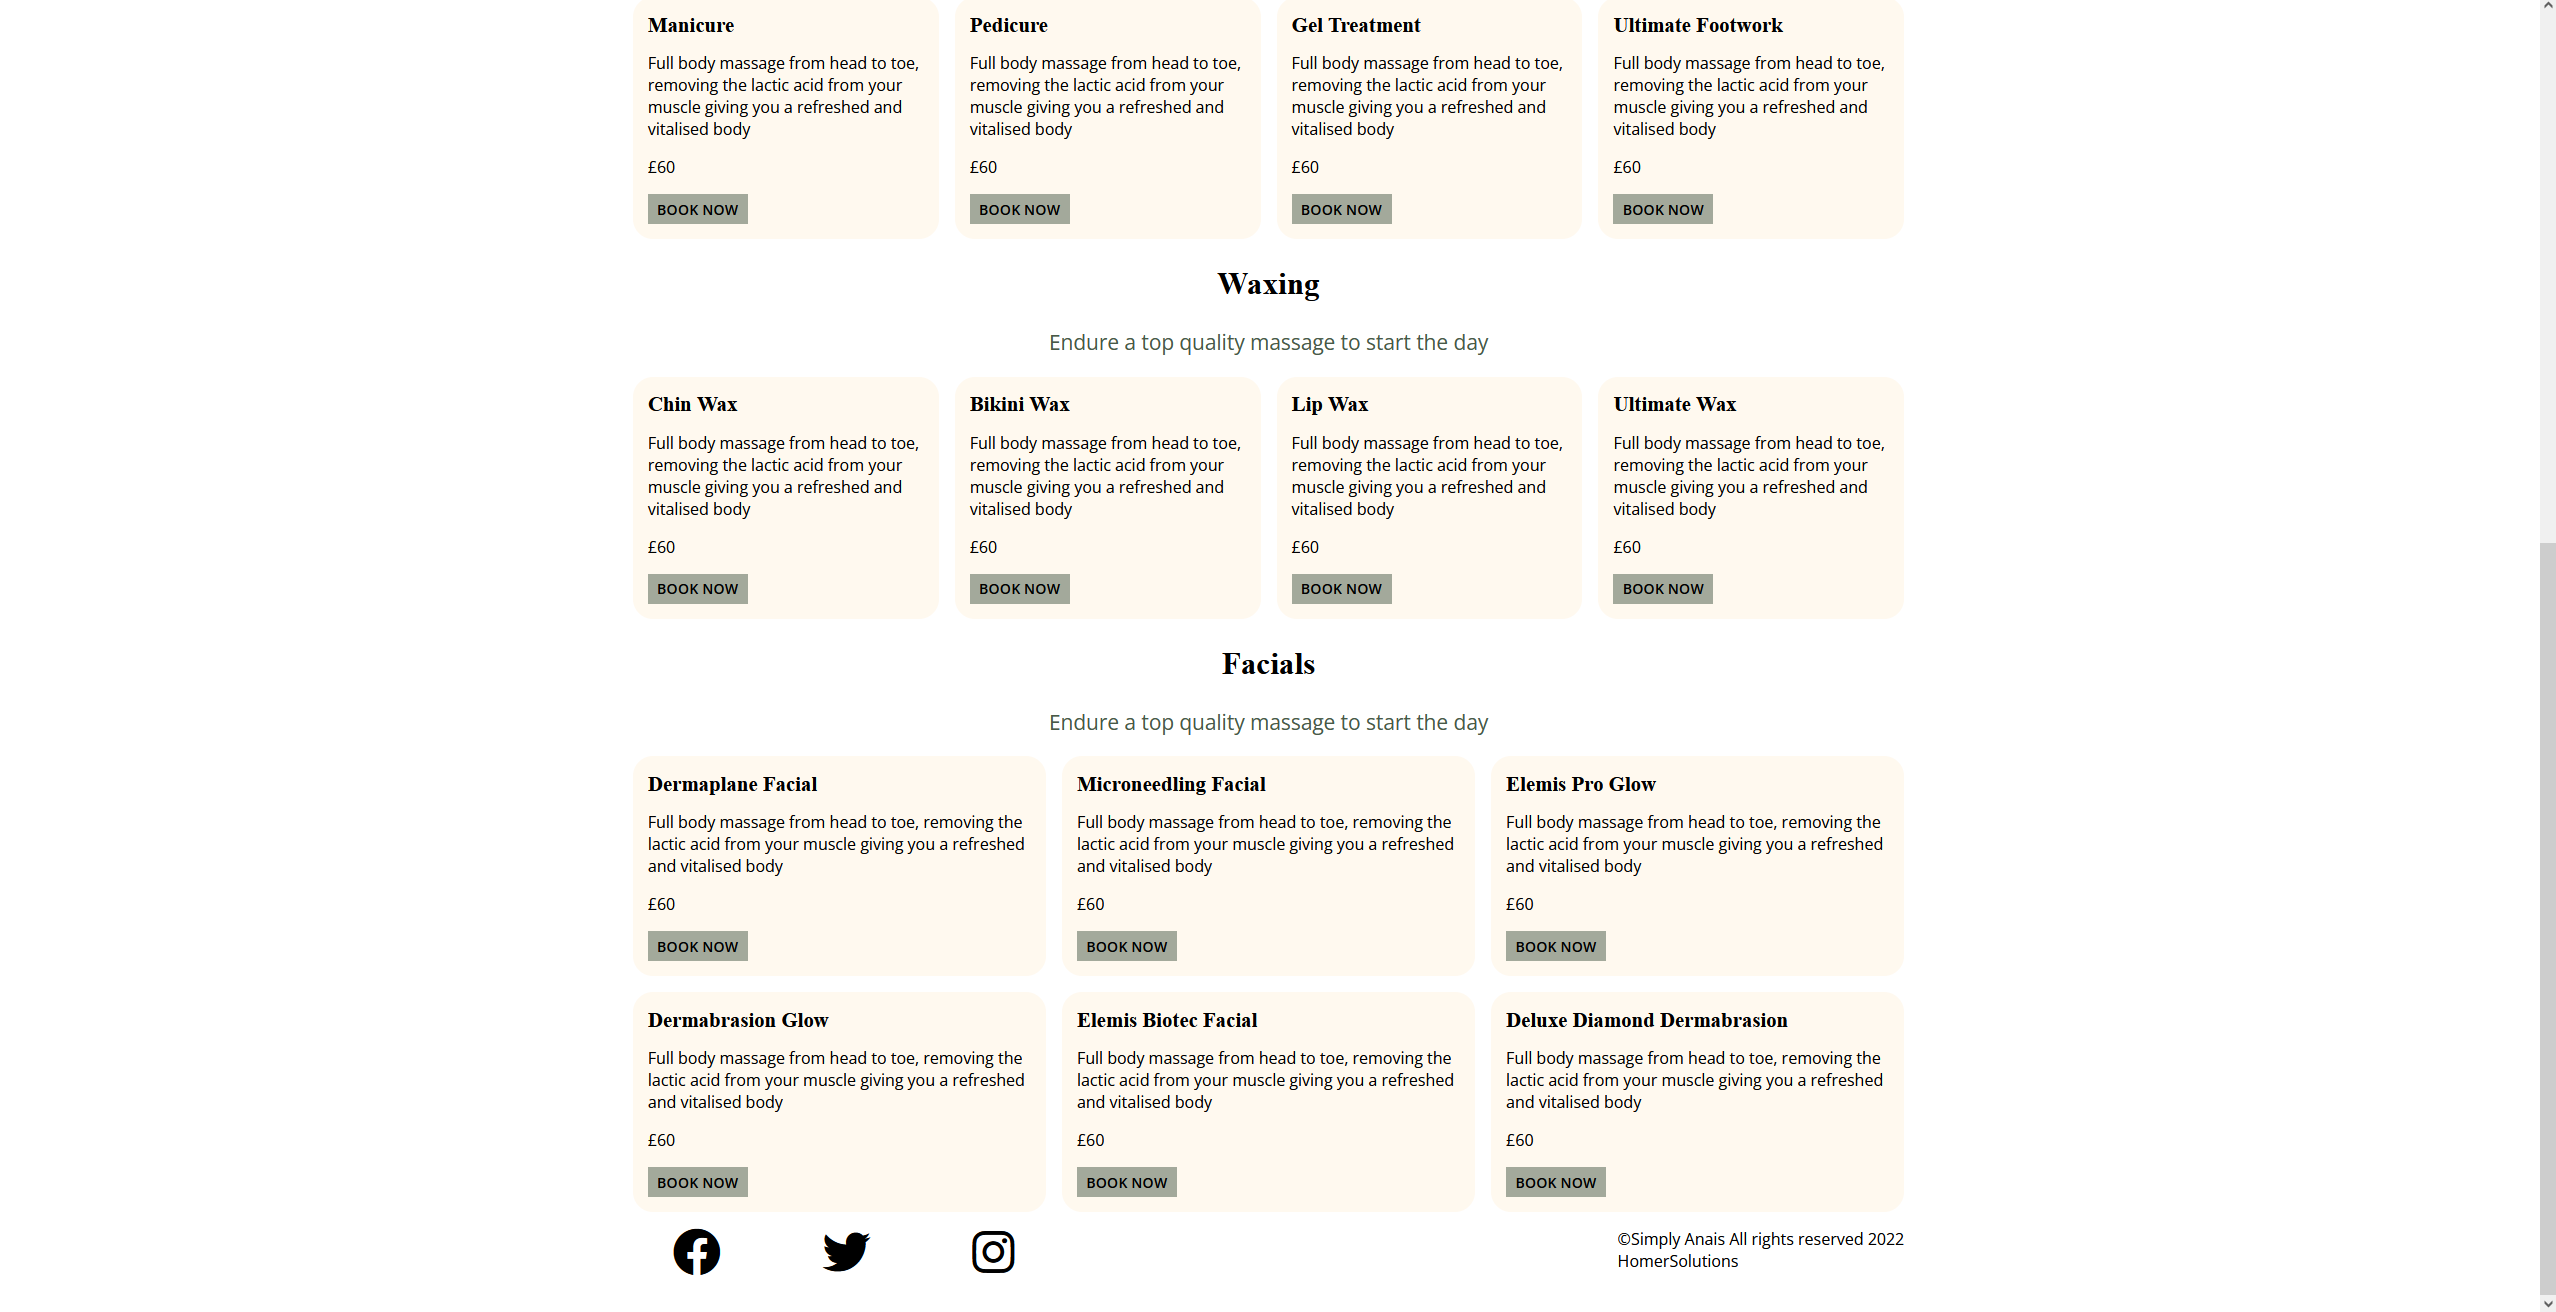 Manicure
Full body massage from head to toe,
removing the lactic acid from your
muscle giving you a refreshed and
vitalised body
£60
BOOK NOW
Pedicure
Full body massage from head to toe,
removing the lactic acid from your
muscle giving you a refreshed and
vitalised body
£60
BOOK NOW
Gel Treatment
Full body massage from head to toe,
removing the lactic acid from your
muscle giving you a refreshed and
vitalised body
£60
BOOK NOW
Ultimate Footwork
Full body massage from head to toe,
removing the lactic acid from your
muscle giving you a refreshed and
vitalised body
£60
BOOK NOW
Waxing
Endure a top quality massage to start the day
Chin Wax
Full body massage from head to toe,
removing the lactic acid from your
muscle giving you a refreshed and
vitalised body
£60
BOOK NOW
Bikini Wax
Full body massage from head to toe,
removing the lactic acid from your
muscle giving you a refreshed and
vitalised body
£60
BOOK NOW
Lip Wax
Full body massage from head to toe,
removing the lactic acid from your
muscle giving you a refreshed and
vitalised body
£60
BOOK NOW
Ultimate Wax
Full body massage from head to toe,
removing the lactic acid from your
muscle giving you a refreshed and
vitalised body
£60
BOOK NOW
Facials
Endure a top quality massage to start the day
Dermaplane Facial
Full body massage from head to toe, removing the
lactic acid from your muscle giving you a refreshed
and vitalised body
£60
BOOK NOW
Microneedling Facial
Full body massage from head to toe, removing the
lactic acid from your muscle giving you a refreshed
and vitalised body
£60
BOOK NOW
Elemis Pro Glow
Full body massage from head to toe, removing the
lactic acid from your muscle giving you a refreshed
and vitalised body
£60
BOOK NOW
Dermabrasion Glow
Full body massage from head to toe, removing the
lactic acid from your muscle giving you a refreshed
and vitalised body
£60
BOOK NOW
Elemis Biotec Facial
Full body massage from head to toe, removing the
lactic acid from your muscle giving you a refreshed
and vitalised body
£60
BOOK NOW
Deluxe Diamond Dermabrasion
Full body massage from head to toe, removing the
lactic acid from your muscle giving you a refreshed
and vitalised body
£60
BOOK NOW
©Simply Anais All rights reserved 2022
HomerSolutions